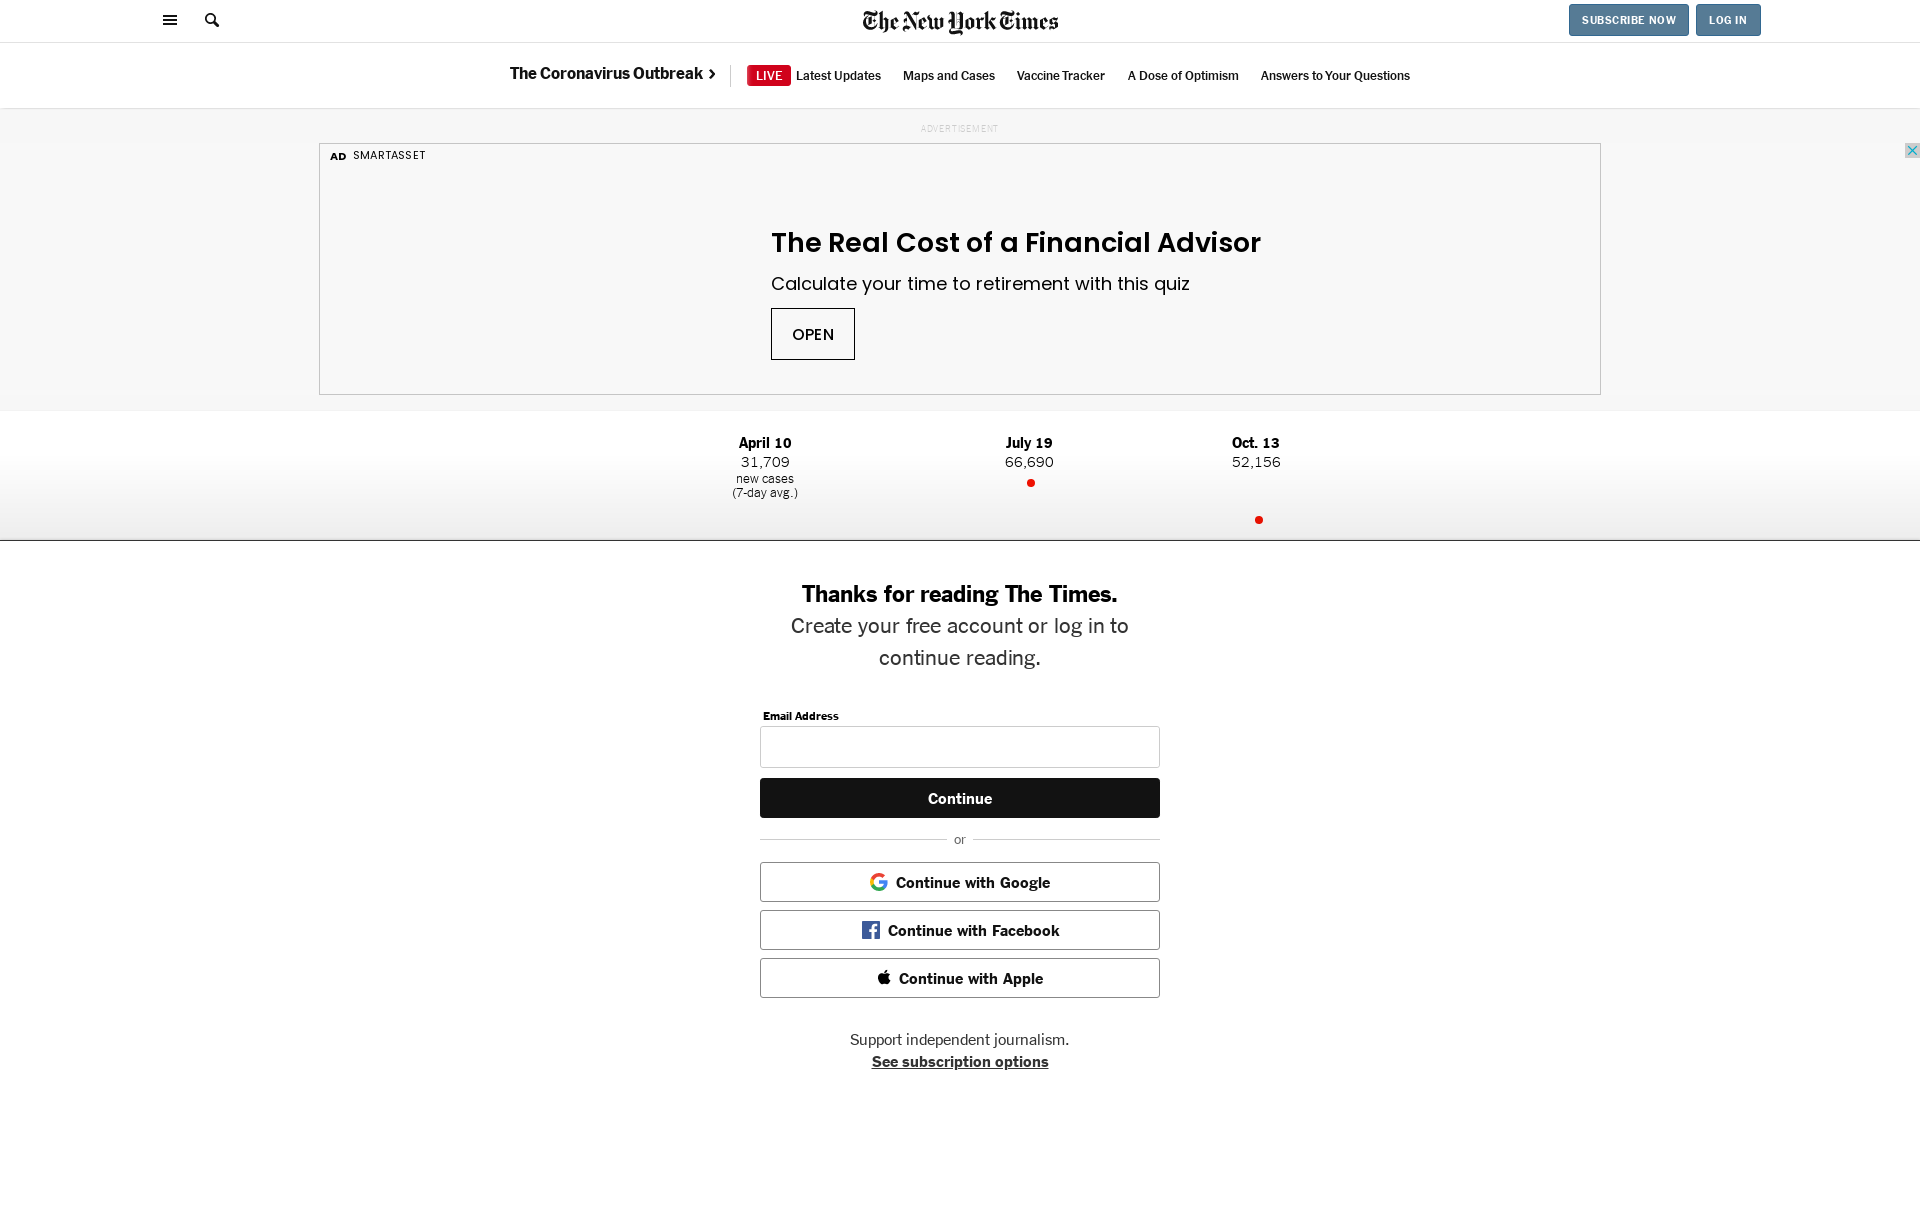 The New York Times
SUBSCRIBE NOW
LOG IN
The Coronavirus Outbreak
LIVE Latest Updates
Maps and Cases
Vaccine Tracker
A Dose of Optimism
Answers to Your Questions
ADVERTISEMENT
AD SMARTASSET
The Real Cost of a Financial Advisor
Calculate your time to retirement with this quiz
OPEN
April 10
31,709
new cases
(7-day avg.)
July 19
66,690
Oct. 13
52,156
Thanks for reading The Times.
Create your free account or log in to
continue reading.
Email Address
Continue
or
Continue with Google
Continue with Facebook
Continue with Apple
Support independent journalism.
See subscription options